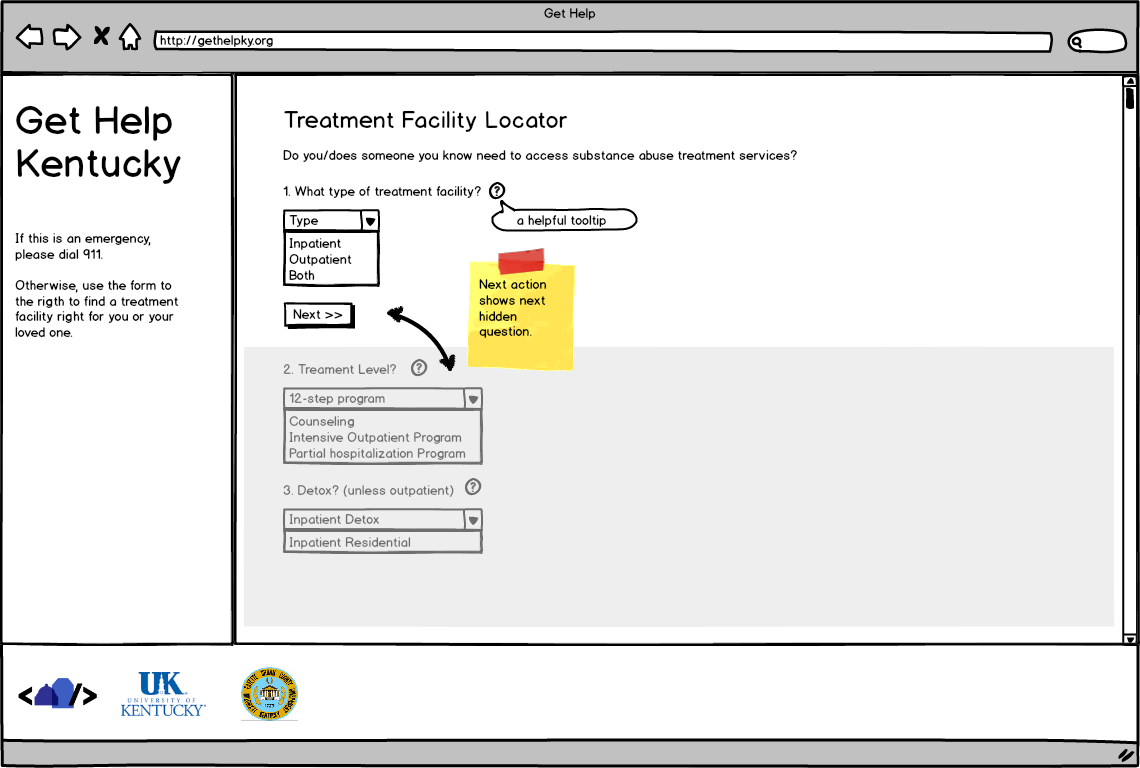 Get Help
http://gethelpky.org
Get Help
Kentucky
If this is an emergency,
please dial 911.
Otherwise, use the form to
the rigth to find a treatment
facility right for you or your
loved one.
Treatment Facility Locator
Do you/does someone you know need to access substance abuse treatment services?
1. What type of treatment facility? ?
a helpful tooltip
Type
Inpatient
Outpatient
Both
Next >>
Next action
shows next
hidden
question.
2. Treament Level? ?
12-step program
Counseling
Intensive Outpatient Program
Partial hospitalization Program
3. Detox? (unless outpatient) ?
Inpatient Detox
Inpatient Residential
< />
UK
UNIVERSITY OF
KENTUCKY